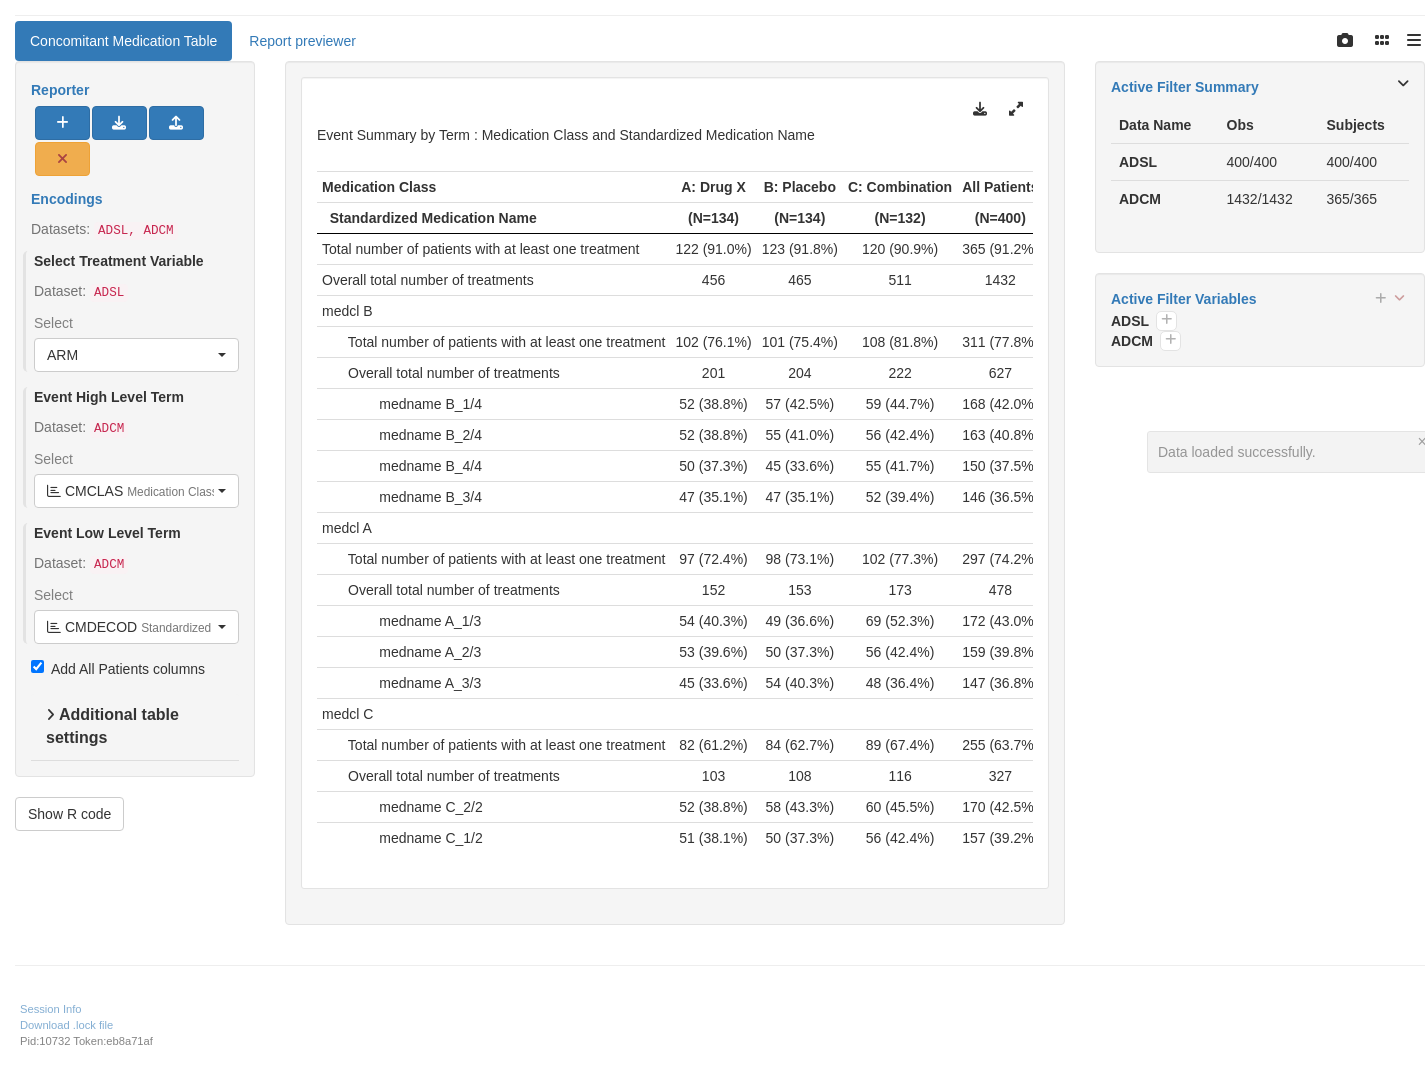 Concomitant Medication Table Report previewer
Reporter
Encodings
Datasets: ADSL, ADCM
Select Treatment Variable
Dataset: ADSL
Select
ARM
Event High Level Term
Dataset: ADCM
Select
CMCLAS Medication Class
Event Low Level Term
Dataset: ADCM
Select
CMDECOD Standardized
Add All Patients columns
Additional table
settings
Show R code
Event Summary by Term : Medication Class and Standardized Medication Name
Medication Class A: Drug X B: Placebo C: Combination All Patients
Standardized Medication Name (N=134) (N=134) (N=132) (N=400)
Total number of patients with at least one treatment 122 (91.0%) 123 (91.8%) 120 (90.9%) 365 (91.2%
Overall total number of treatments 456 465 511 1432
medcl B
Total number of patients with at least one treatment 102 (76.1%) 101 (75.4%) 108 (81.8%) 311 (77.8%
Overall total number of treatments 201 204 222 627
medname B_1/4 52 (38.8%) 57 (42.5%) 59 (44.7%) 168 (42.0%
medname B_2/4 52 (38.8%) 55 (41.0%) 56 (42.4%) 163 (40.8%
medname B_4/4 50 (37.3%) 45 (33.6%) 55 (41.7%) 150 (37.5%
medname B_3/4 47 (35.1%) 47 (35.1%) 52 (39.4%) 146 (36.5%
medcl A
Total number of patients with at least one treatment 97 (72.4%) 98 (73.1%) 102 (77.3%) 297 (74.2%
Overall total number of treatments 152 153 173 478
medname A_1/3 54 (40.3%) 49 (36.6%) 69 (52.3%) 172 (43.0%
medname A_2/3 53 (39.6%) 50 (37.3%) 56 (42.4%) 159 (39.8%
medname A_3/3 45 (33.6%) 54 (40.3%) 48 (36.4%) 147 (36.8%
medcl C
Total number of patients with at least one treatment 82 (61.2%) 84 (62.7%) 89 (67.4%) 255 (63.7%
Overall total number of treatments 103 108 116 327
medname C_2/2 52 (38.8%) 58 (43.3%) 60 (45.5%) 170 (42.5%
medname C_1/2 51 (38.1%) 50 (37.3%) 56 (42.4%) 157 (39.2%
Active Filter Summary
Data Name Obs Subjects
ADSL 400/400 400/400
ADCM 1432/1432 365/365
Active Filter Variables
ADSL
ADCM
Data loaded successfully.
Session Info
Download .lock file
Pid:10732 Token:eb8a71af